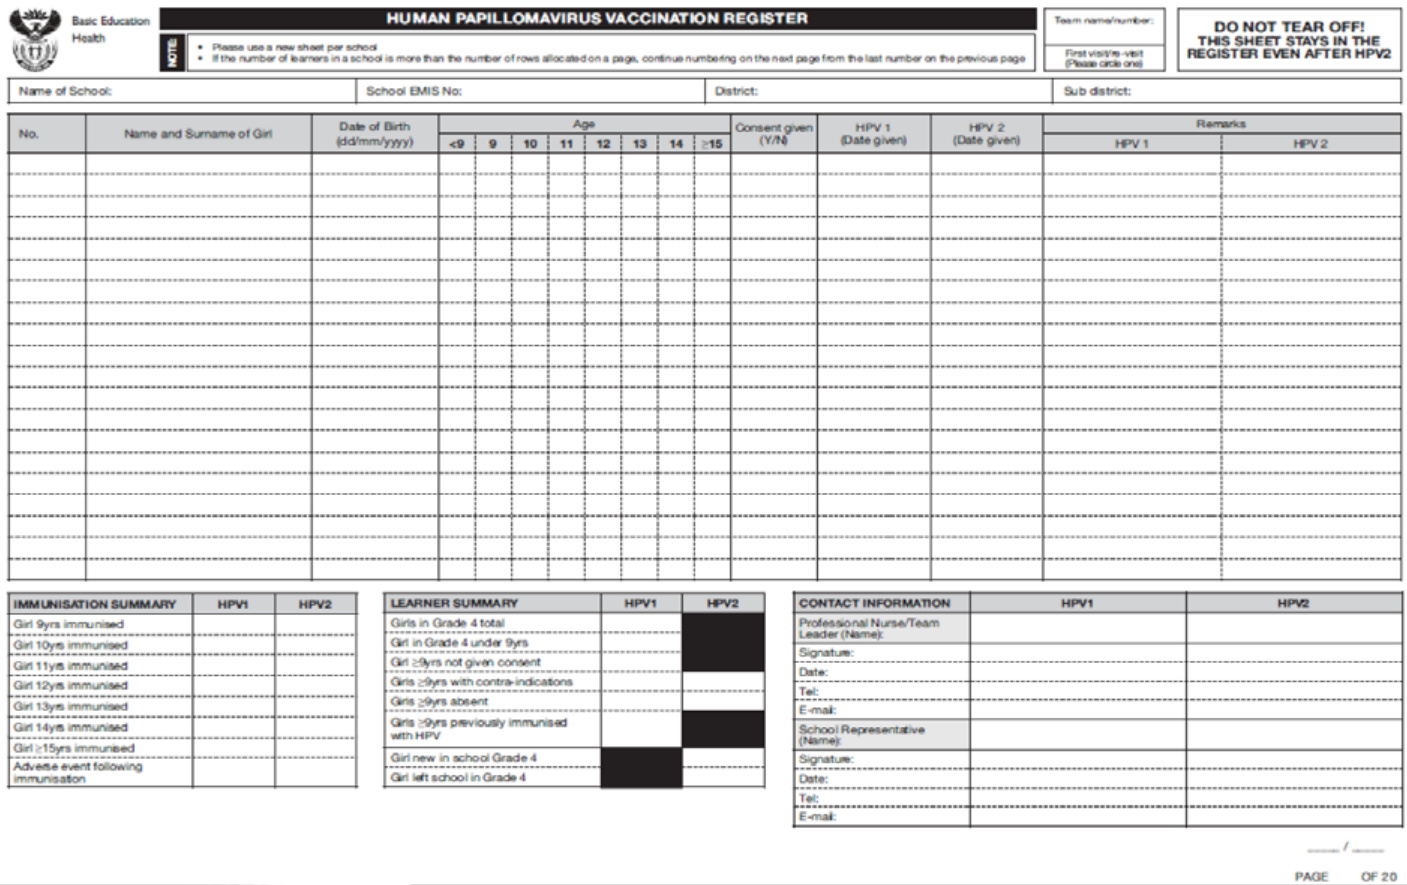 Basic Education
Health
HUMAN PAPILLOMAVIRUS VACCINATION REGISTER
NOTE:
• Please use a new sheet per school
• If the number of learners in a school is more than the number of rows allocated on a page, continue numbering on the next page from the last number on the previous page
Team name/number:
First visit/re-visit
(Please circle one)
DO NOT TEAR OFF!
THIS SHEET STAYS IN THE
REGISTER EVEN AFTER HPV2
Name of School: School EMIS No: District: Sub district:
No. Name and Surname of Girl Date of Birth (dd/mm/yyyy) Age Consent given (Y/N) HPV 1 (Date given) HPV 2 (Date given) Remarks
<9 9 10 11 12 13 14 ≥15 HPV 1 HPV 2
IMMUNISATION SUMMARY HPV1 HPV2
Girl 9yrs immunised
Girl 10yrs immunised
Girl 11yrs immunised
Girl 12yrs immunised
Girl 13yrs immunised
Girl 14yrs immunised
Girl ≥15yrs immunised
Adverse event following
immunisation
LEARNER SUMMARY HPV1 HPV2
Girls in Grade 4 total
Girl in Grade 4 under 9yrs
Girl ≥9yrs not given consent
Girls ≥9yrs with contra-indications
Girls ≥9yrs absent
Girls ≥9yrs previously immunised
with HPV
Girl new in school Grade 4
Girl left school in Grade 4
CONTACT INFORMATION HPV1 HPV2
Professional Nurse/Team
Leader (Name):
Signature:
Date:
Tel:
E-mail:
School Representative
(Name):
Signature:
Date:
Tel:
E-mail:
____ / ____
PAGE OF 20